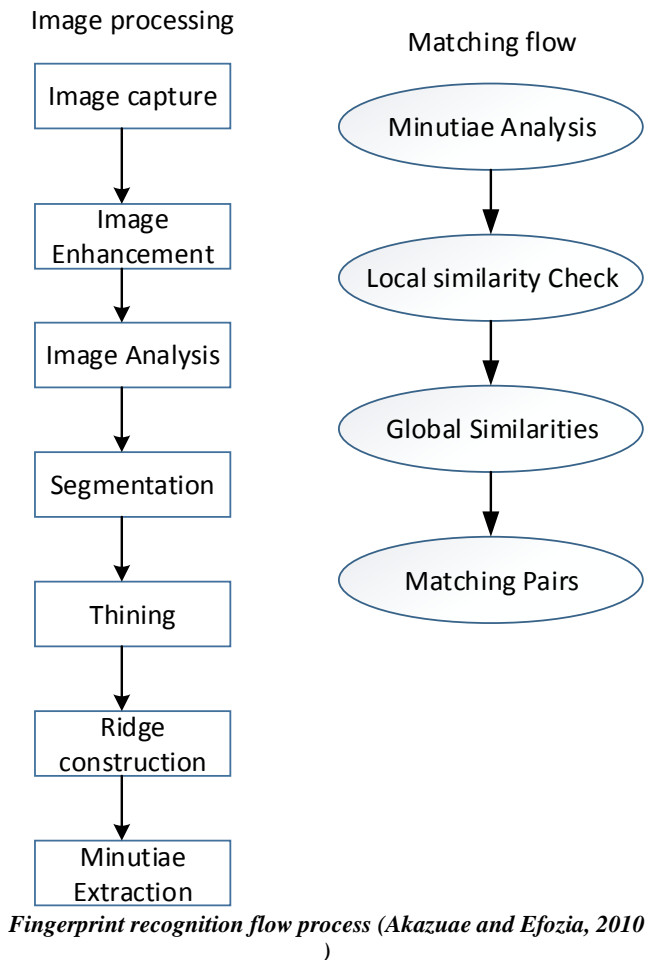 Image processing
Image capture
Image
Enhancement
Image Analysis
Segmentation
Thining
Ridge
construction
Minutiae
Extraction
Matching flow
Minutiae Analysis
Local similarity Check
Global Similarities
Matching Pairs
Fingerprint recognition flow process (Akazuae and Efozia, 2010
)